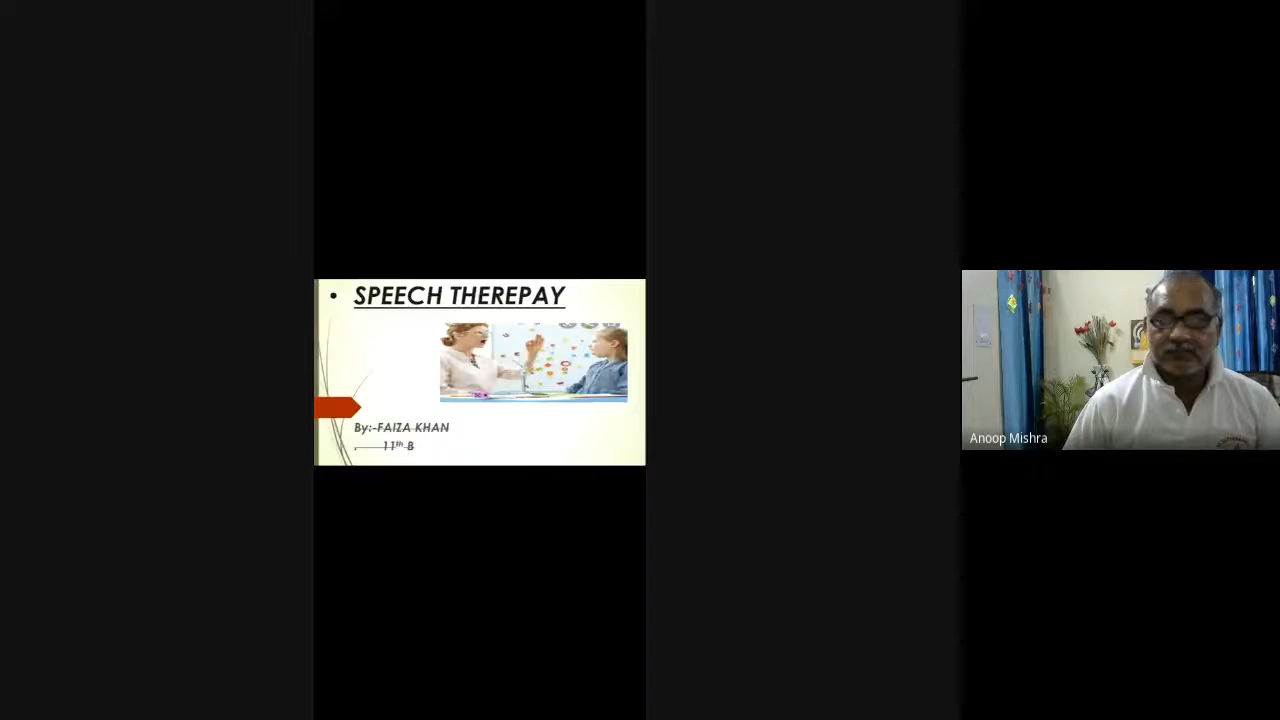 • SPEECH THEREPAY
By:-FAIZA KHAN
. 11th B
Anoop Mishra